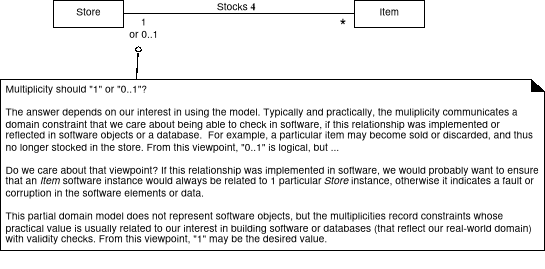 Store
Stocks 4
Item
1
or 0..1
*
Multiplicity should "1" or "0..1"?
The answer depends on our interest in using the model. Typically and practically, the muliplicity communicates a
domain constraint that we care about being able to check in software, if this relationship was implemented or
reflected in software objects or a database.  For example, a particular item may become sold or discarded, and thus
no longer stocked in the store. From this viewpoint, "0..1" is logical, but ...
Do we care about that viewpoint? If this relationship was implemented in software, we would probably want to ensure
that an Item software instance would always be related to 1 particular Store instance, otherwise it indicates a fault or
corruption in the software elements or data.
This partial domain model does not represent software objects, but the multiplicities record constraints whose
practical value is usually related to our interest in building software or databases (that reflect our real-world domain)
with validity checks. From this viewpoint, "1" may be the desired value.